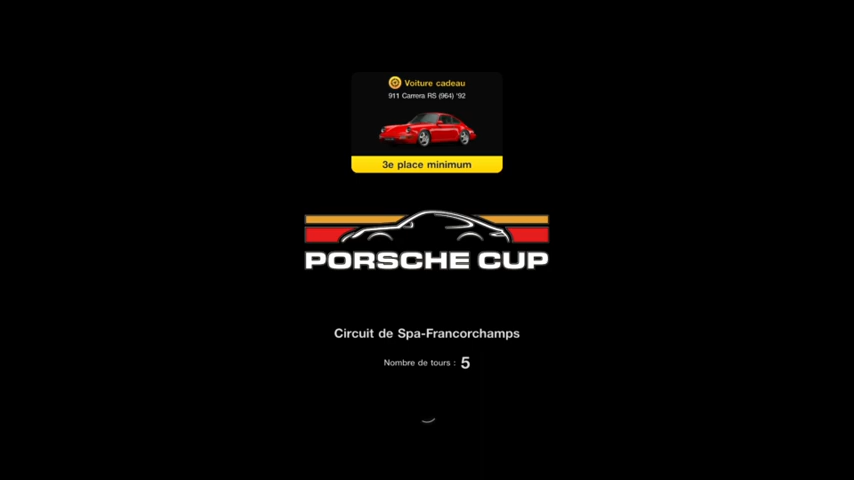 Voiture cadeau
911 Carrera RS (964) '92
3e place minimum
PORSCHE CUP
Circuit de Spa-Francorchamps
Nombre de tours : 5